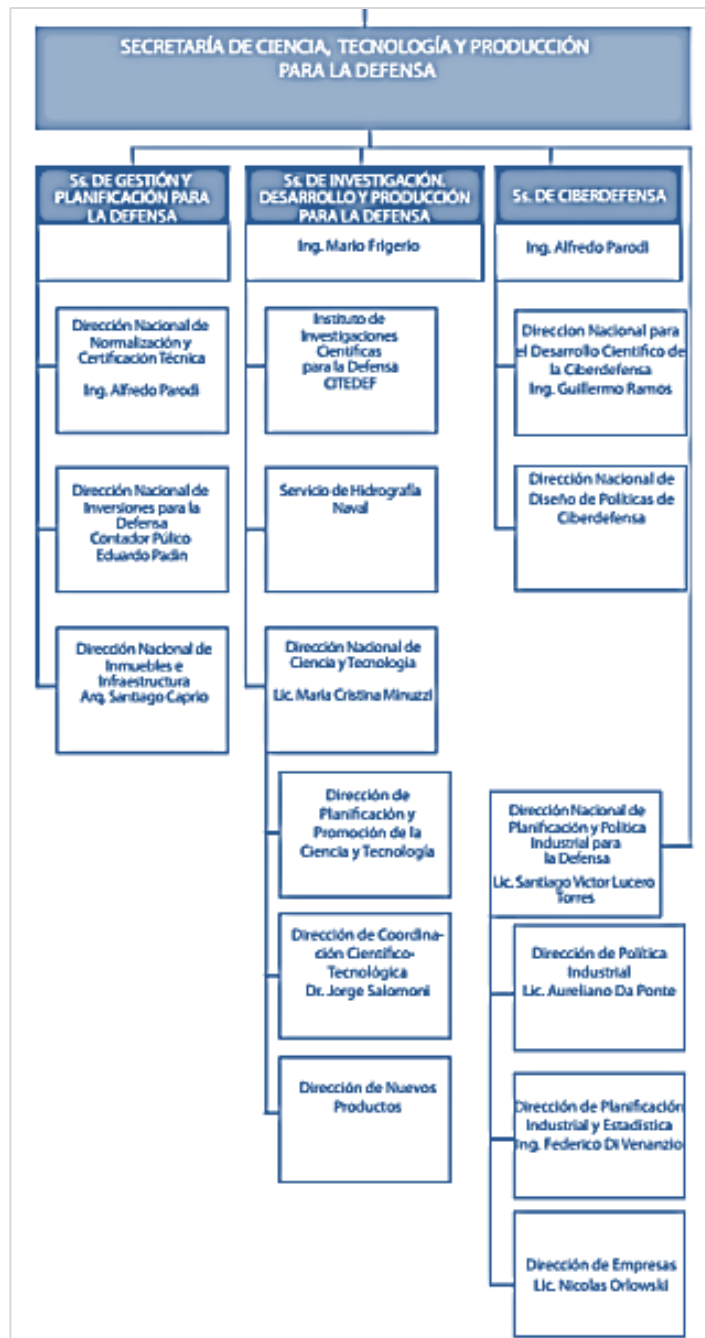 SECRETARÍA DE CIENCIA, TECNOLOGÍA Y PRODUCCIÓN
PARA LA DEFENSA
Ss. DE GESTIÓN Y
PLANIFICACIÓN PARA
LA DEFENSA
Dirección Nacional de
Normalización y
Certificación Técnica
Ing. Alfredo Parodi
Dirección Nacional de
Inversiones para la
Defensa
Contador Púlico
Eduardo Padin
Dirección Nacional de
Inmuebles e
Infraestructura
Arq. Santiago Caprio
Ss. DE INVESTIGACIÓN.
DESARROLLO Y PRODUCCIÓN
PARA LA DEFENSA
Ing. Mario Frigerio
Instituto de
Investigaciones
Científicas
para la Defensa
CITEDEF
Servicio de Hidrografía
Naval
Dirección Nacional de
Ciencia y Tecnología
Lic. María Cristina Minuzzi
Dirección de
Planificación y
Promoción de la
Ciencia y Tecnología
Dirección de Coordina-
ción Científico-
Tecnológica
Dr. Jorge Salomoni
Dirección de Nuevos
Productos
Ss. DE CIBERDEFENSA
Ing. Alfredo Parodi
Direccion Nacional para
el Desarrollo Científico de
la Ciberdefensa
Ing. Guillermo Ramos
Dirección Nacional de
Diseño de Políticas de
Ciberdefensa
Dirección Nacional de
Planificación y Política
Industrial para
la Defensa
Lic. Santiago Victor Lucero
Torres
Dirección de Política
Industrial
Lic. Aureliano Da Ponte
Dirección de Planificación
Industrial y Estadística
Ing. Federico Di Venanzio
Dirección de Empresas
Lic. Nicolas Orlowski